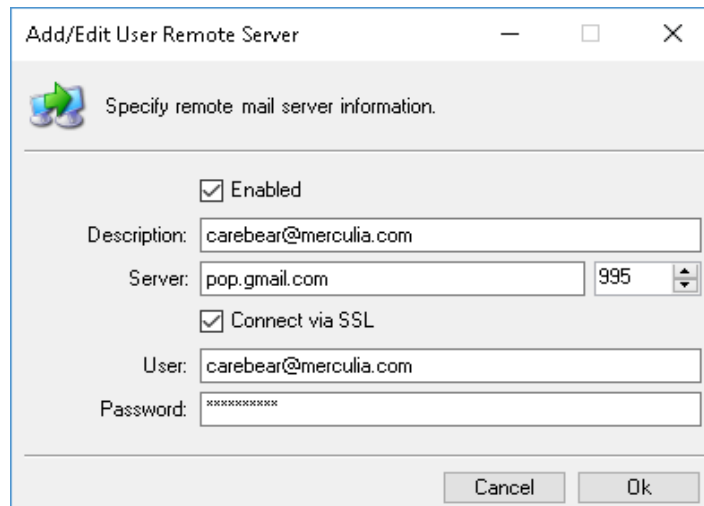 Add/Edit User Remote Server
Specify remote mail server information.
Enabled
Description: carebear@merculia.com
Server: pop.gmail.com 995
Connect via SSL
User: carebear@merculia.com
Password: **********
Cancel Ok